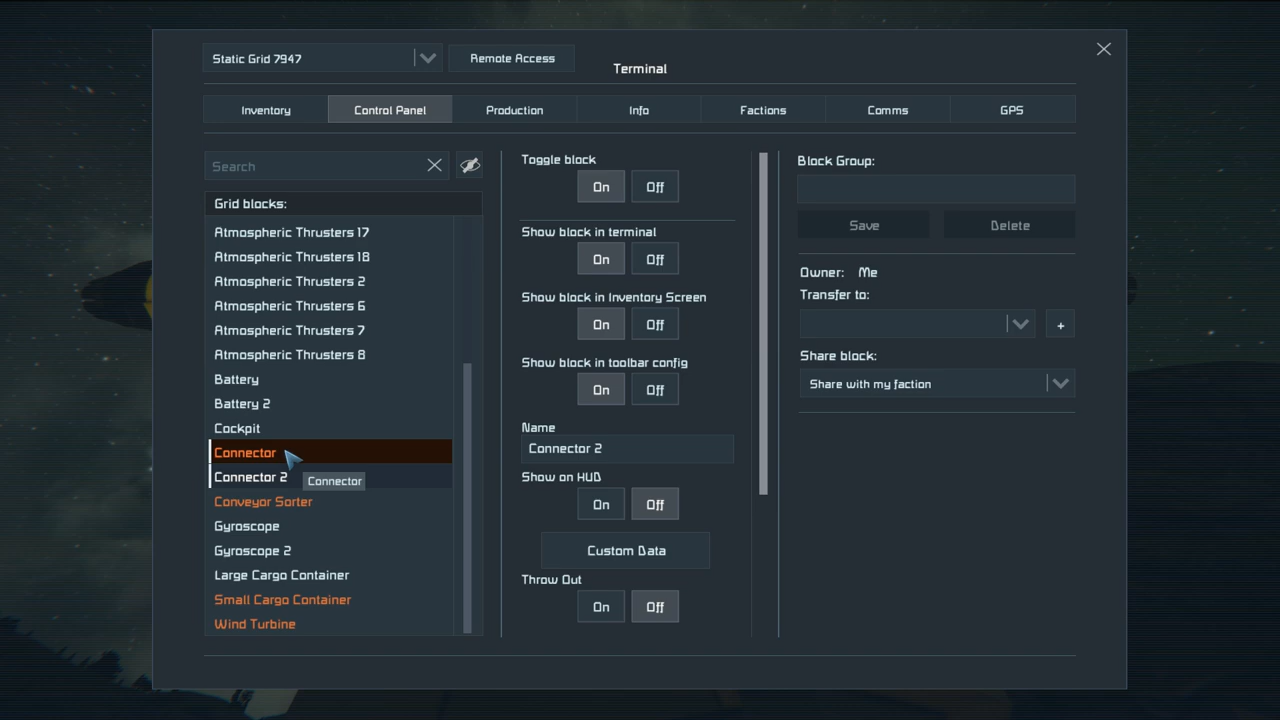 Static Grid 7947
Remote Access
Terminal
Inventory
Control Panel
Production
Info
Factions
Comms
GPS
Search
Grid blocks:
Atmospheric Thrusters 17
Atmospheric Thrusters 18
Atmospheric Thrusters 2
Atmospheric Thrusters 6
Atmospheric Thrusters 7
Atmospheric Thrusters 8
Battery
Battery 2
Cockpit
Connector
Connector 2
Connector
Conveyor Sorter
Gyroscope
Gyroscope 2
Large Cargo Container
Small Cargo Container
Wind Turbine
Toggle block
On Off
Show block in terminal
On Off
Show block in Inventory Screen
On Off
Show block in toolbar config
On Off
Name
Connector 2
Show on HUD
On Off
Custom Data
Throw Out
On Off
Block Group:
Save Delete
Owner: Me
Transfer to:
+
Share block:
Share with my faction